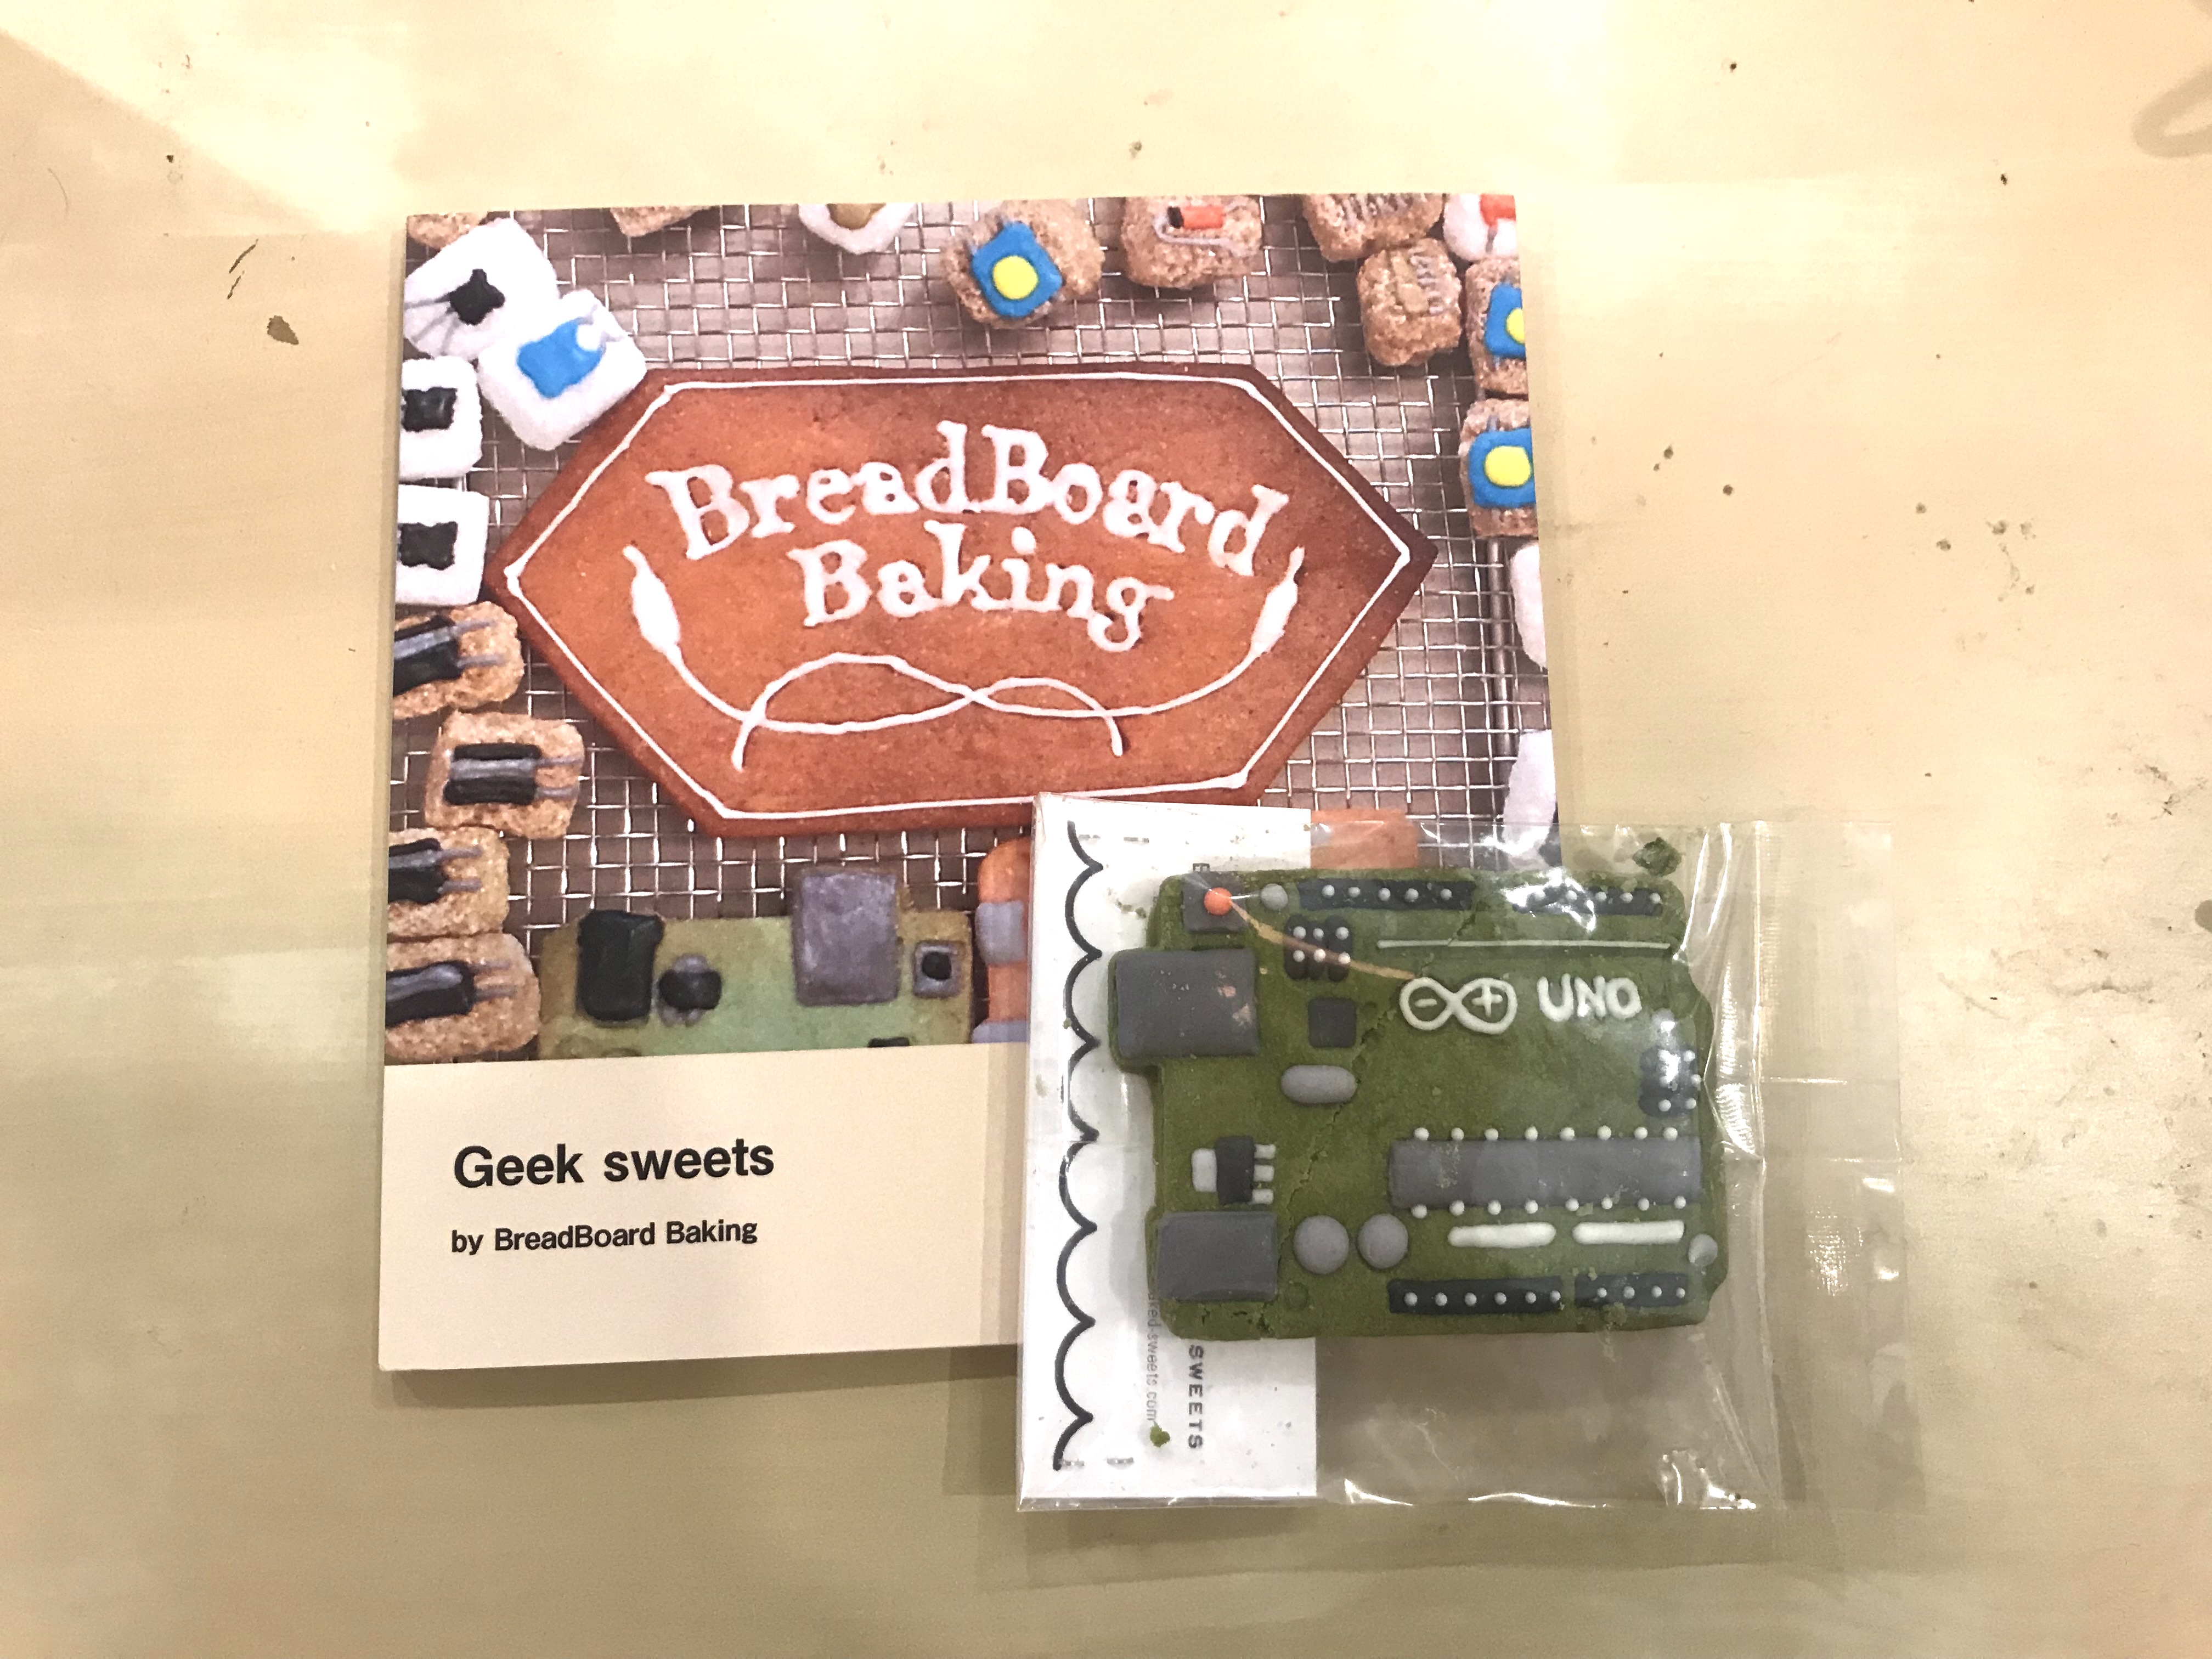 BreadBoard
Baking
UNO
Geek sweets
by BreadBoard Baking
SWEETS